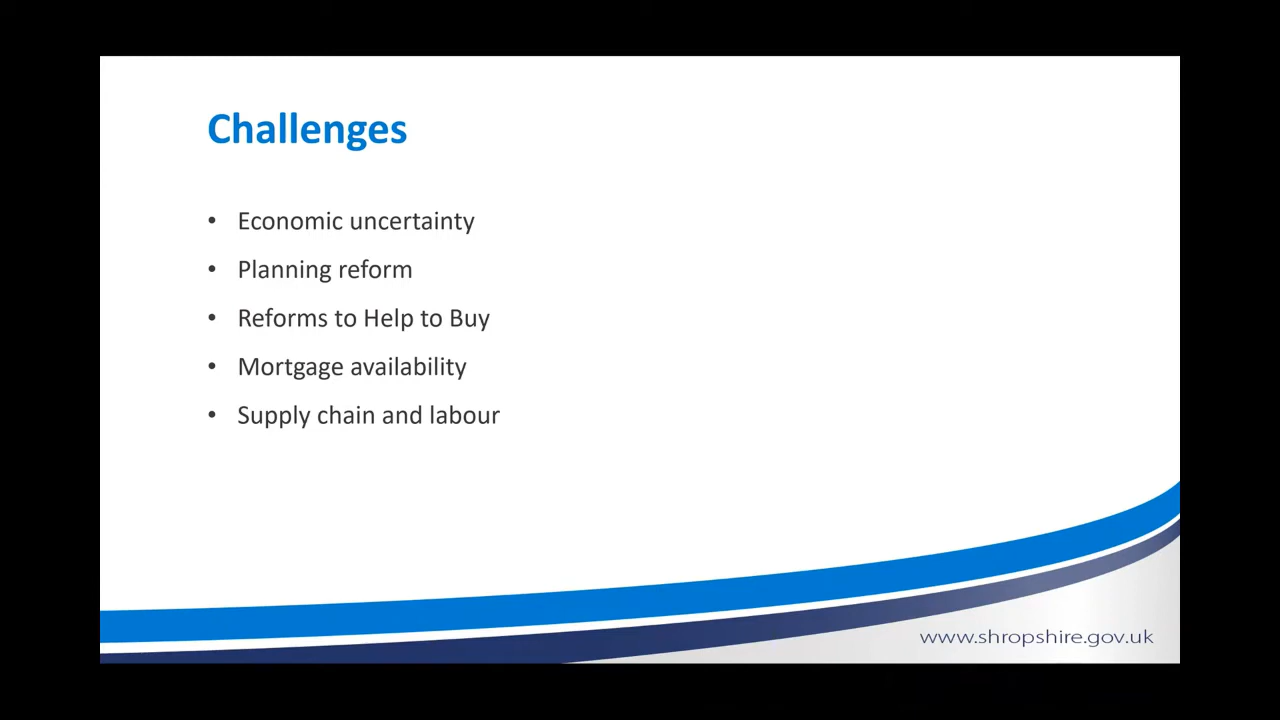 Challenges
• Economic uncertainty
• Planning reform
• Reforms to Help to Buy
• Mortgage availability
• Supply chain and labour
www.shropshire.gov.uk